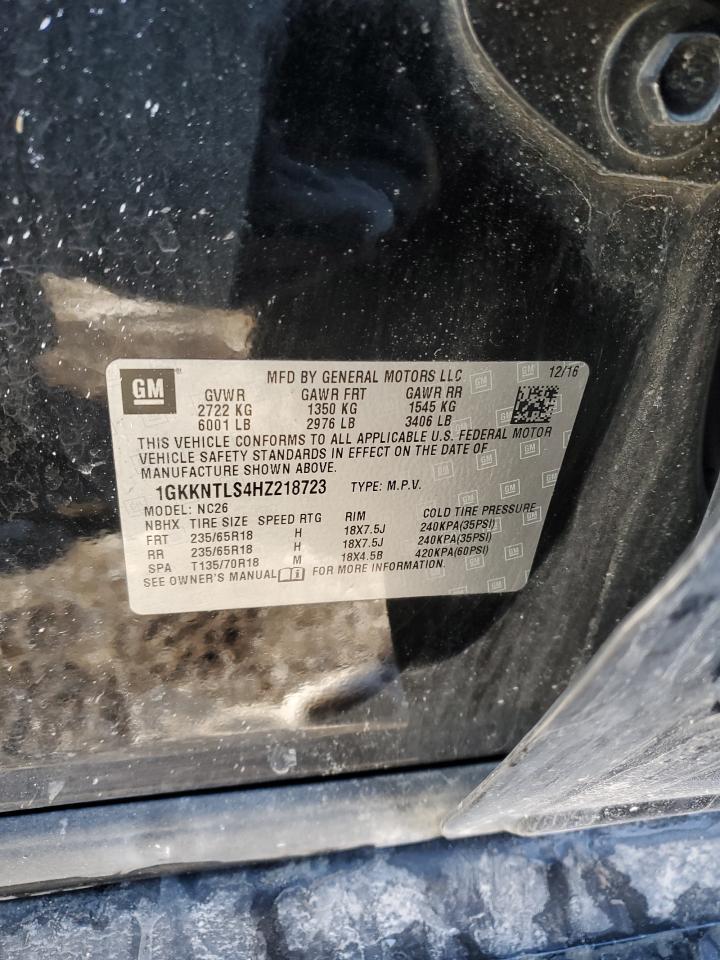 GM
MFD BY GENERAL MOTORS LLC 12/16
GVWR GAWR FRT GAWR RR
2722 KG 1350 KG 1545 KG
6001 LB 2976 LB 3406 LB
THIS VEHICLE CONFORMS TO ALL APPLICABLE U.S. FEDERAL MOTOR
VEHICLE SAFETY STANDARDS IN EFFECT ON THE DATE OF
MANUFACTURE SHOWN ABOVE.
1GKKNTLS4HZ218723 TYPE: M.P.V.
MODEL: NC26
NBHX TIRE SIZE SPEED RTG RIM COLD TIRE PRESSURE
FRT 235/65R18 H 18X7.5J 240KPA(35PSI)
RR 235/65R18 H 18X7.5J 240KPA(35PSI)
SPA T135/70R18 M 18X4.5B 420KPA(60PSI)
SEE OWNER'S MANUAL FOR MORE INFORMATION.